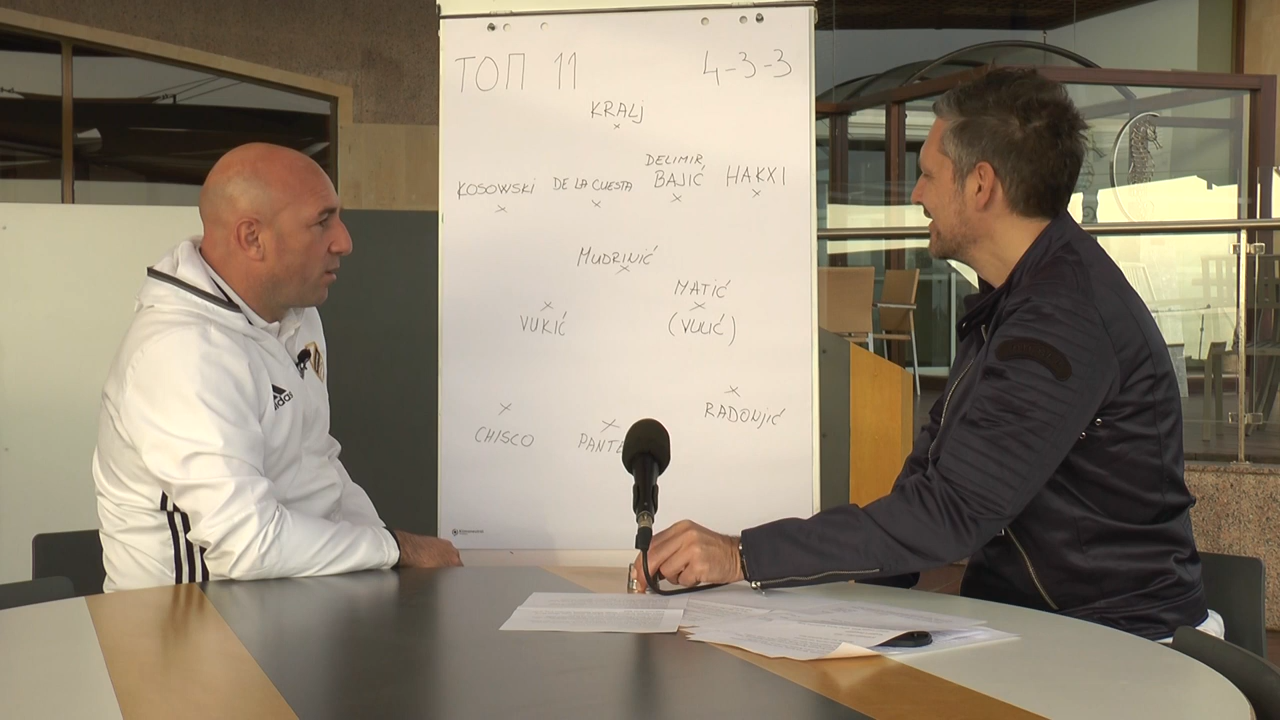 ТОП 11 4-3-3
KRALJ
KOSOWSKI DE LA CUESTA DELIMIR BAJIĆ HAKXI
MUDRINIĆ
MATIĆ
VUKIĆ (VULIĆ)
RADONJIĆ
CHISCO
adidas